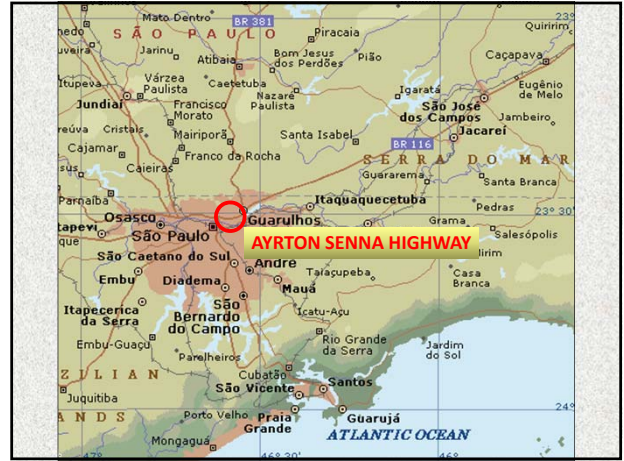 Mato Dentro
BR 381
23°
Quiririm
SÃO PAULO
Piracaia
Jarinu
Atibaia
Bom Jesus
dos Perdões
Pião
Caçapava
Itupeva
Várzea
Paulista
Caetetuba
Nazaré
Paulista
Igaratá
Eugênio
de Melo
Jundiaí
Francisco
Morato
São José
dos Campos
Jambeiro
Cristais
Mairiporã
Santa Isabel
Jacareí
Cajamar
BR 116
Caieiras
Franco da Rocha
SERRA DO MAR
Guararema
Santa Branca
Parnaíba
Itaquaquecetuba
Pedras
Osasco
Guarulhos
Grama
23° 30
São Paulo
Salesópolis
AYRTON SENNA HIGHWAY
São Caetano do Sul
André
Embu
Taiaçupeba
Casa
Branca
Diadema
Mauá
Itapecerica
da Serra
São
Bernardo
do Campo
Icatu-Açu
Embu-Guaçu
Rio Grande
da Serra
Jardim
do Sol
Parelheiros
ZILIAN
Cubatão
São Vicente
Santos
Juquitiba
ANDS
Porto Velho
Praia
Grande
Guarujá
24°
Mongaguá
ATLANTIC OCEAN
47°
46° 30'